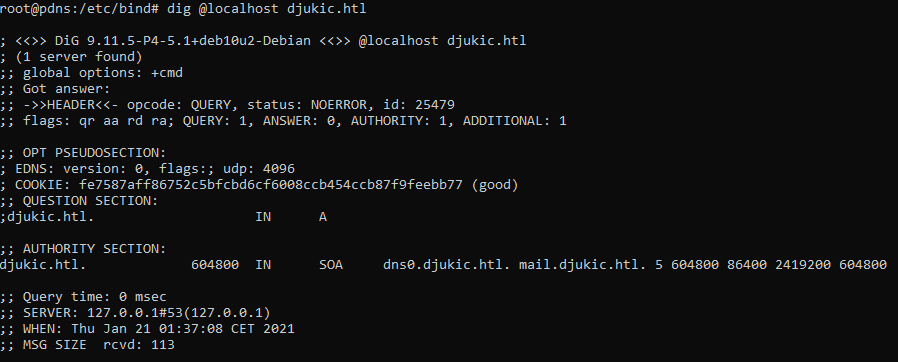 root@pdns:/etc/bind# dig @localhost djukic.htl
; <<>> DiG 9.11.5-P4-5.1+deb10u2-Debian <<>> @localhost djukic.htl
; (1 server found)
;; global options: +cmd
;; Got answer:
;; ->>HEADER<<- opcode: QUERY, status: NOERROR, id: 25479
;; flags: qr aa rd ra; QUERY: 1, ANSWER: 0, AUTHORITY: 1, ADDITIONAL: 1
;; OPT PSEUDOSECTION:
; EDNS: version: 0, flags:; udp: 4096
; COOKIE: fe7587aff86752c5bfcbd6cf6008ccb454ccb87f9feebb77 (good)
;; QUESTION SECTION:
;djukic.htl. IN A
;; AUTHORITY SECTION:
djukic.htl. 604800 IN SOA dns0.djukic.htl. mail.djukic.htl. 5 604800 86400 2419200 604800
;; Query time: 0 msec
;; SERVER: 127.0.0.1#53(127.0.0.1)
;; WHEN: Thu Jan 21 01:37:08 CET 2021
;; MSG SIZE rcvd: 113